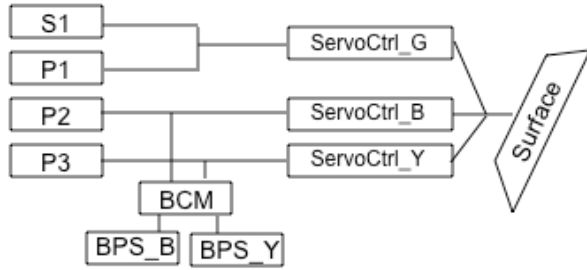 S1
ServoCtrl_G
P1
P2
ServoCtrl_B
Surface
P3
ServoCtrl_Y
BCM
BPS_B
BPS_Y